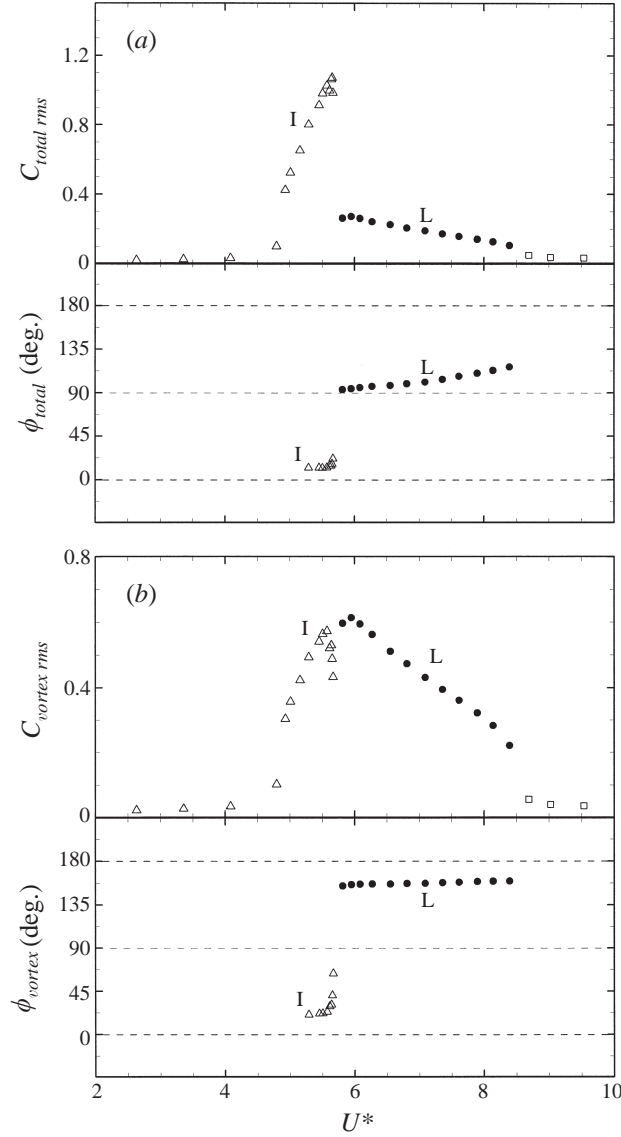 (a)
1.2
0.8
0.4
0
C_total rms
I
L
180
135
90
45
0
ϕ_total (deg.)
L
I
(b)
0.8
0.4
0
C_vortex rms
I
L
180
135
90
45
0
ϕ_vortex (deg.)
L
I
2 4 6 8 10
U*